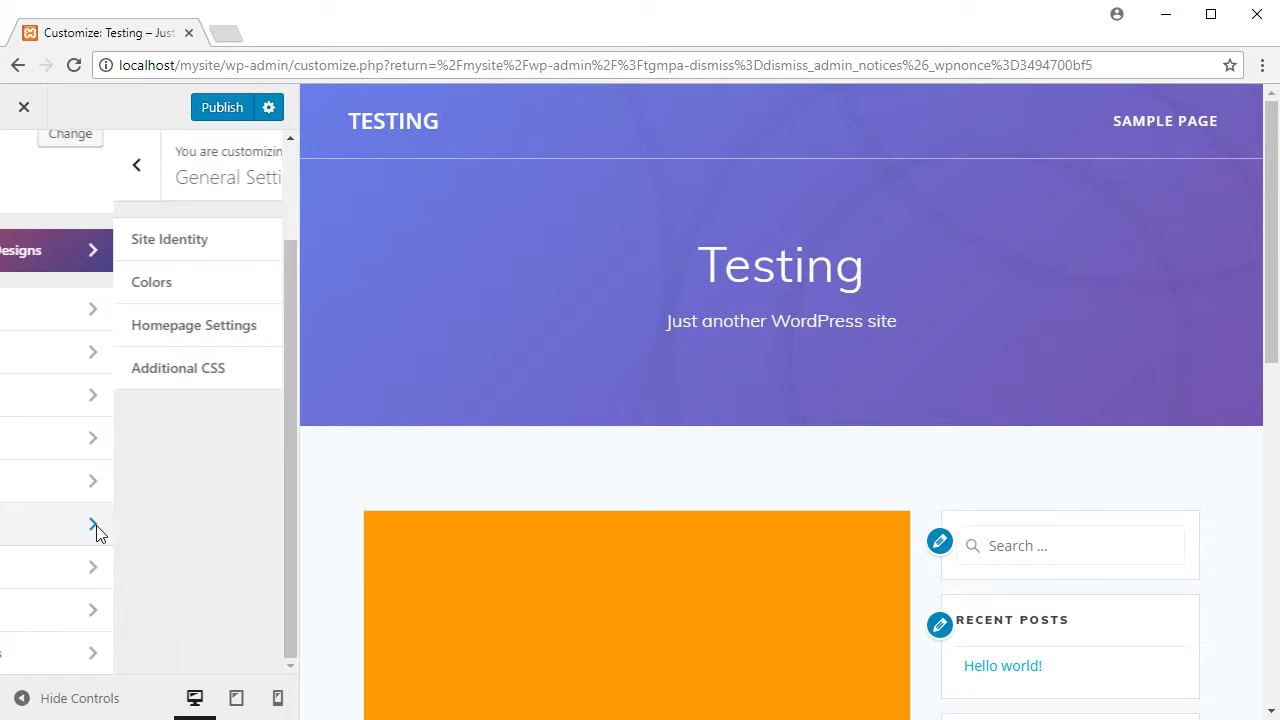 Customize: Testing – Just
localhost/mysite/wp-admin/customize.php?return=%2Fmysite%2Fwp-admin%2F%3Ftgmpa-dismiss%3Ddismiss_admin_notices%26_wpnonce%3D3494700bf5
Publish
Change
You are customizin
General Setti
Designs
Site Identity
Colors
Homepage Settings
Additional CSS
s
Hide Controls
TESTING
SAMPLE PAGE
Testing
Just another WordPress site
Search ...
RECENT POSTS
Hello world!